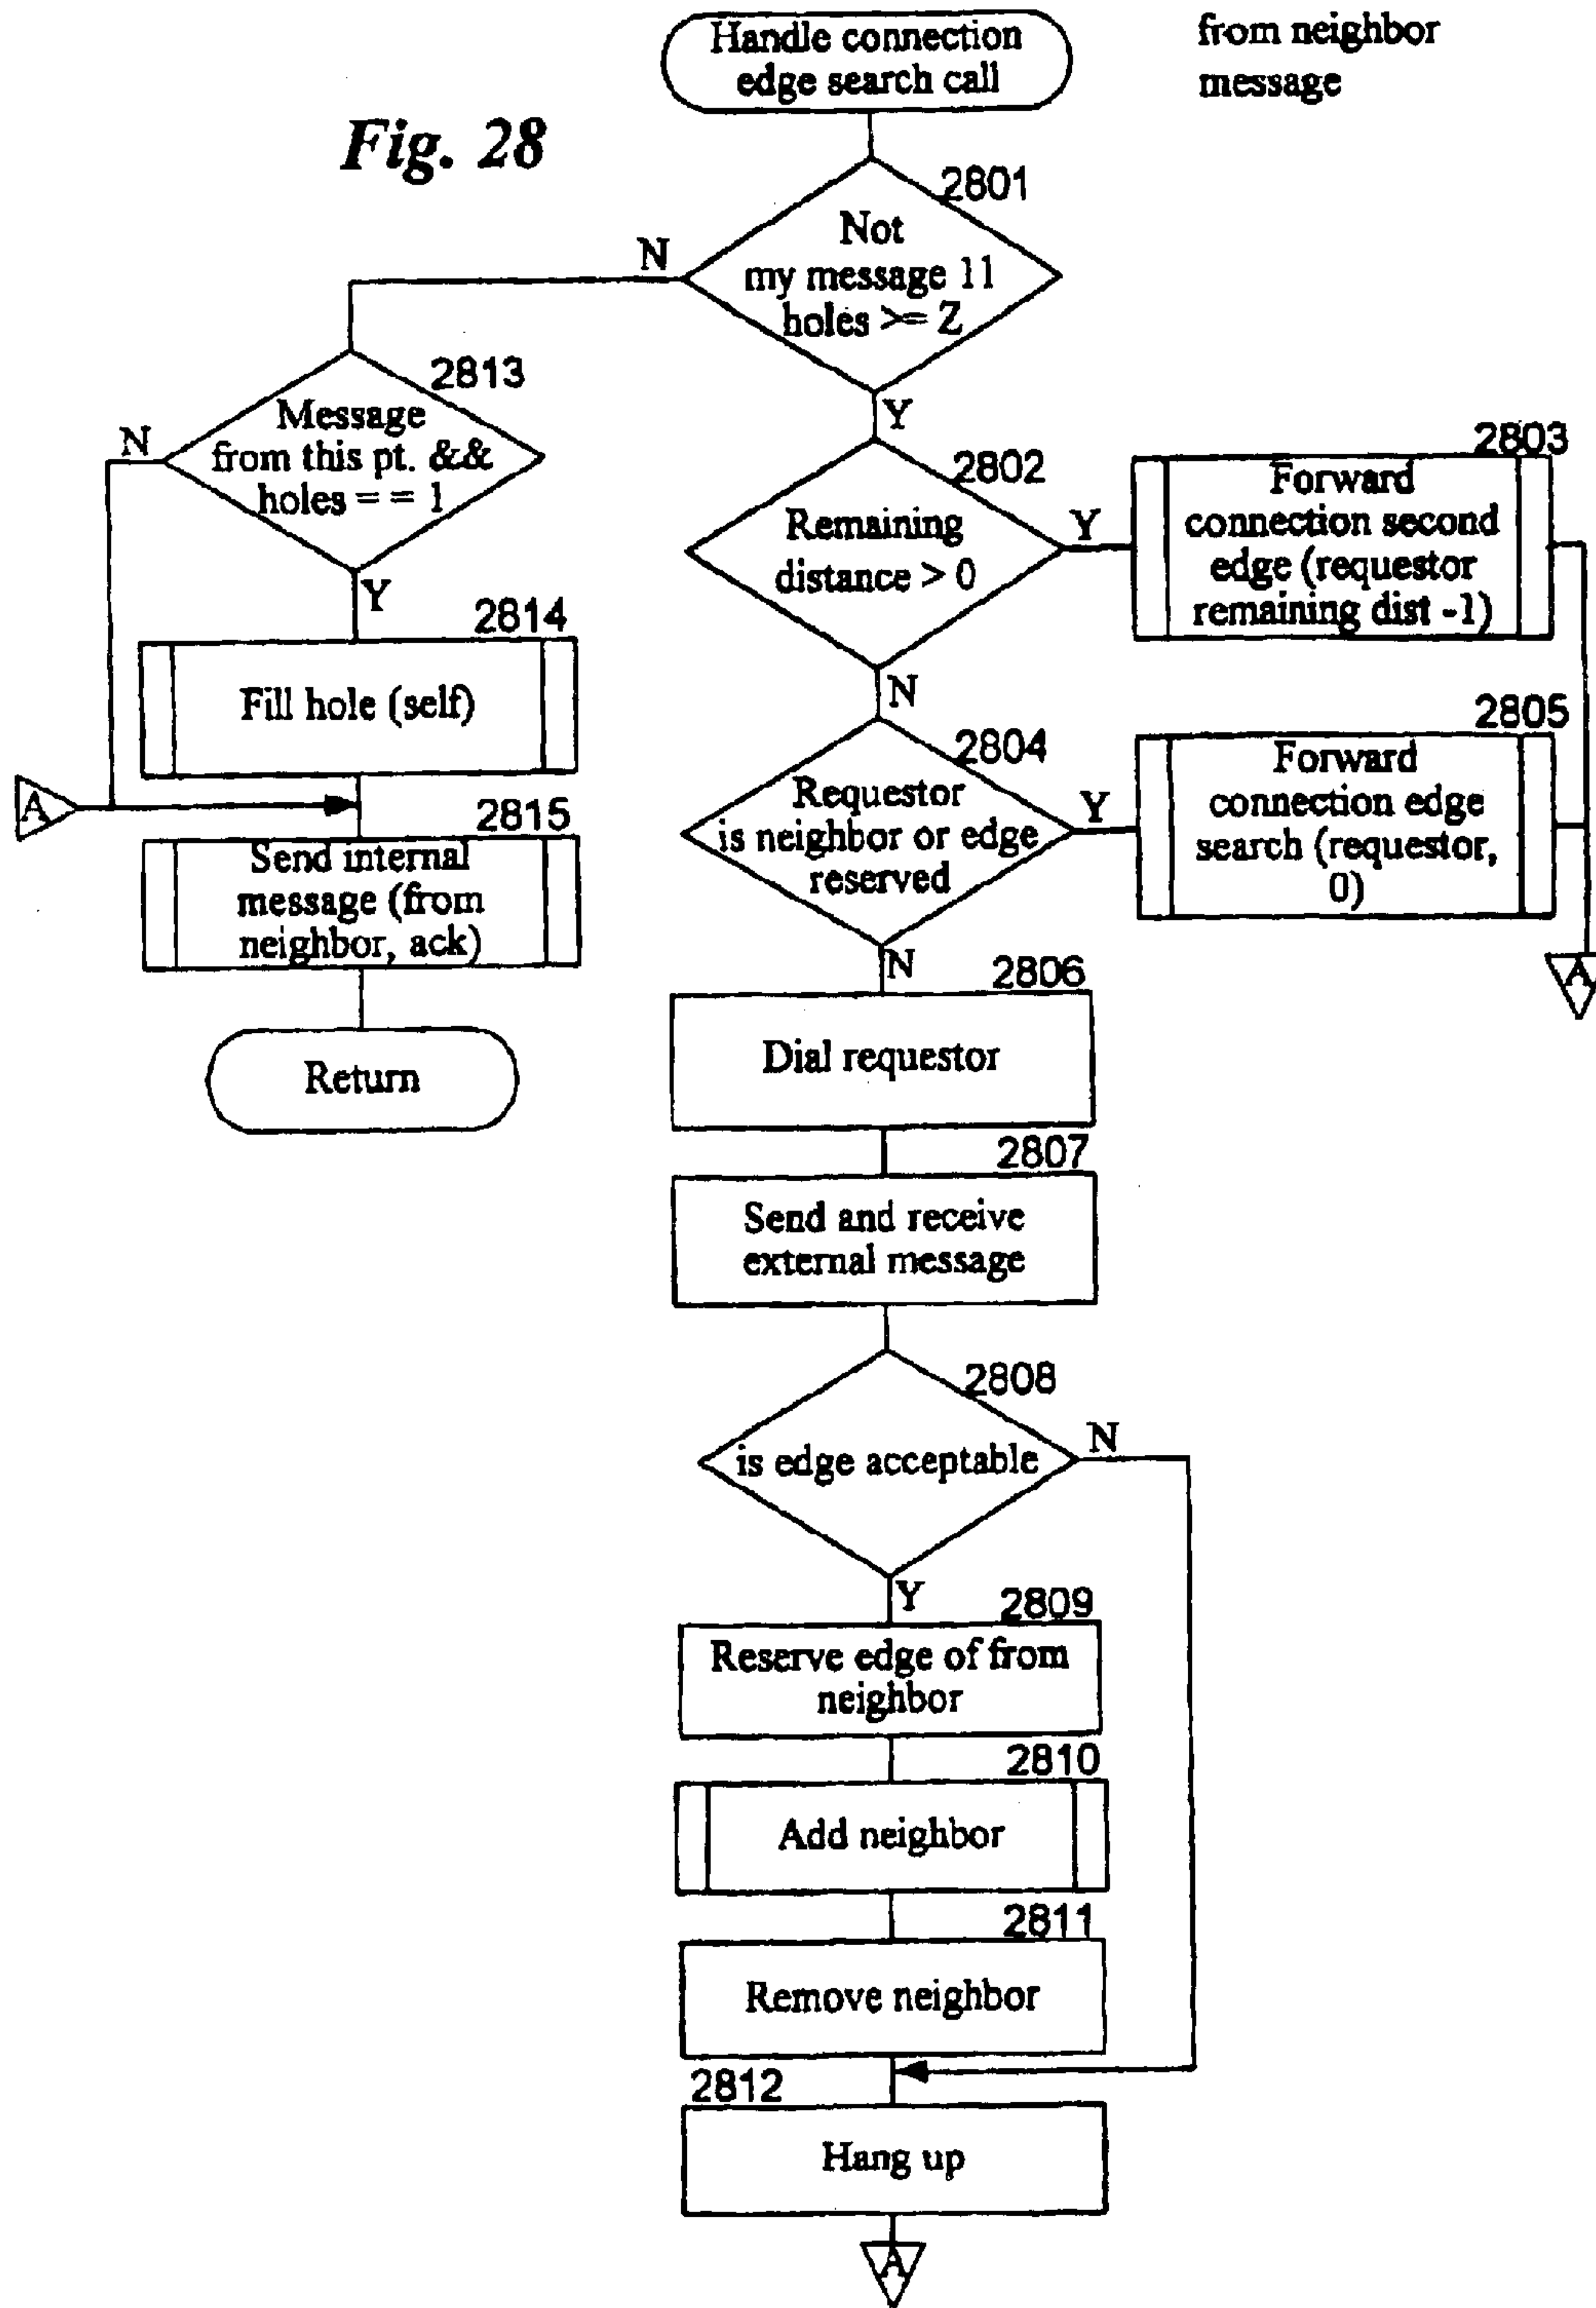 Handle connection
edge search call
from neighbor
message
Fig. 28
2801
Not
my message 11
holes >= Z
N
Y
2813
Message
from this pt. &&
holes = = 1
N
Y
2802
Remaining
distance > 0
Y
N
2803
Forward
connection second
edge (requestor
remaining dist -1)
2814
Fill hole (self)
2804
Requestor
is neighbor or edge
reserved
Y
N
2805
Forward
connection edge
search (requestor,
0)
A
2815
Send internal
message (from
neighbor, ack)
A
Return
2806
Dial requestor
2807
Send and receive
external message
2808
is edge acceptable
N
Y
2809
Reserve edge of from
neighbor
2810
Add neighbor
2811
Remove neighbor
2812
Hang up
A